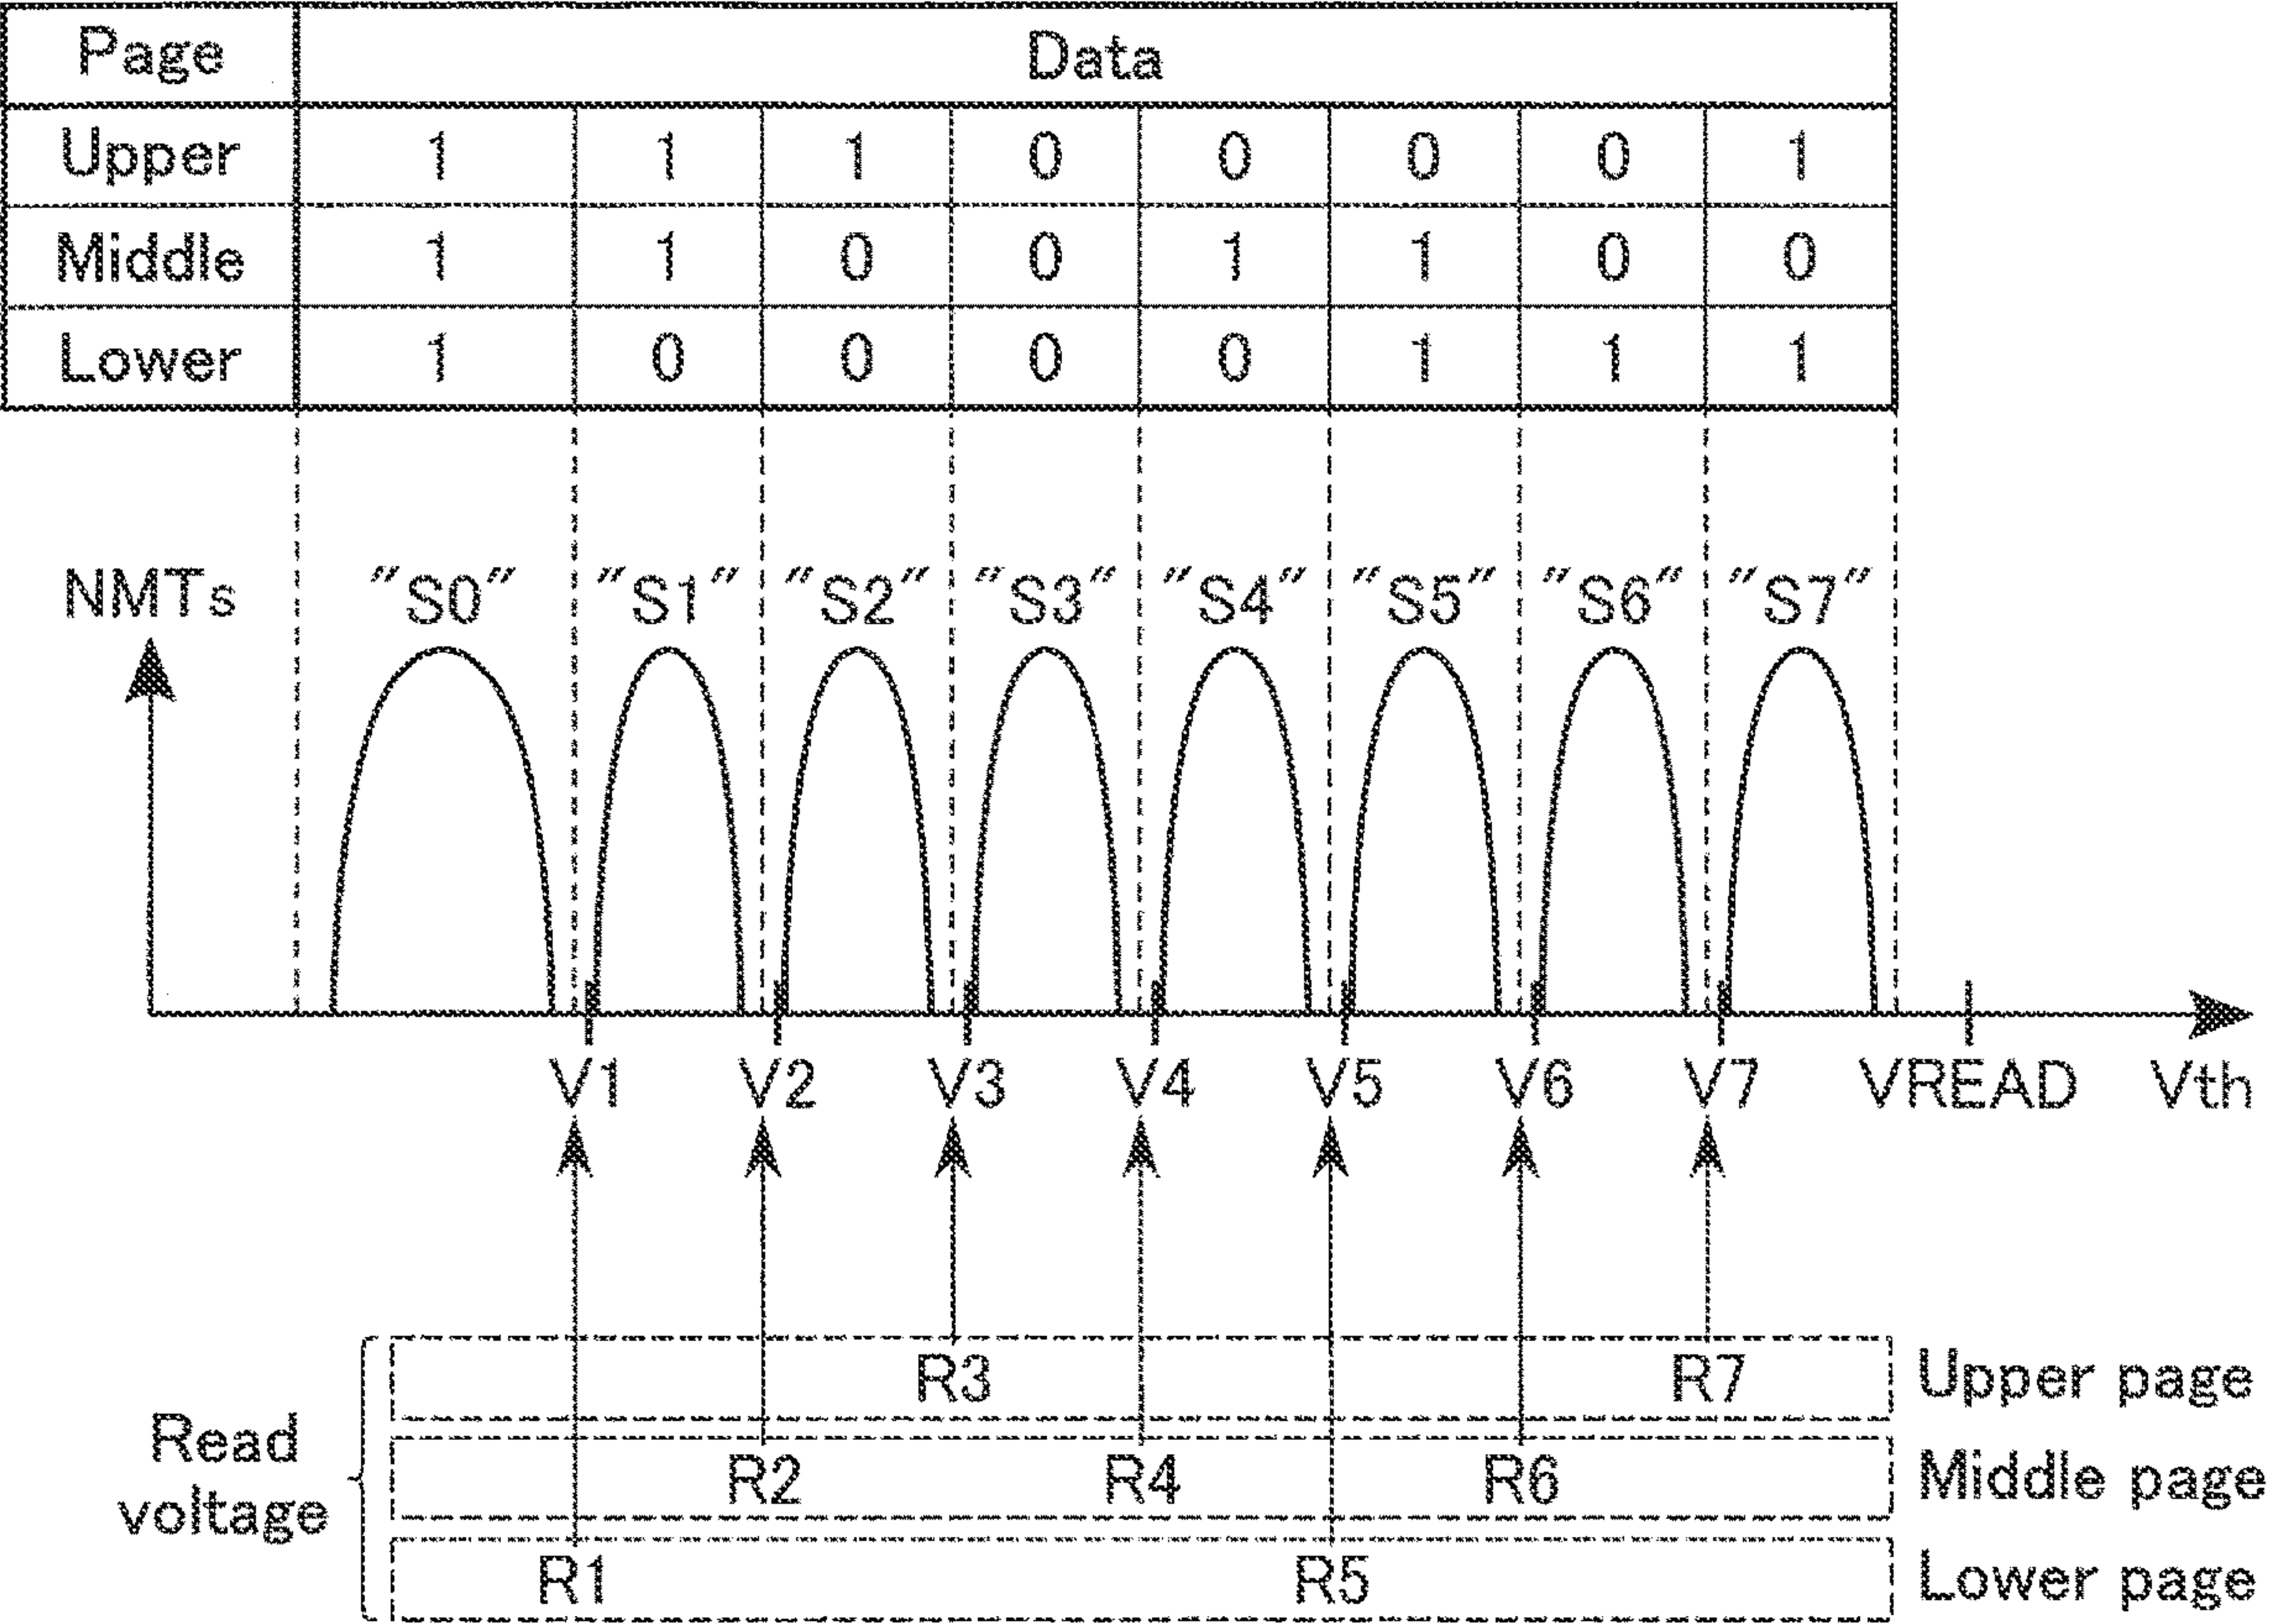 Page Data
Upper 1 1 1 0 0 0 0 1
Middle 1 1 0 0 1 1 0 0
Lower 1 0 0 0 0 1 1 1
NMTs "S0" "S1" "S2" "S3" "S4" "S5" "S6" "S7"
V1 V2 V3 V4 V5 V6 V7 VREAD Vth
R3 R7 Upper page
Read
voltage
R2 R4 R6 Middle page
R1 R5 Lower page